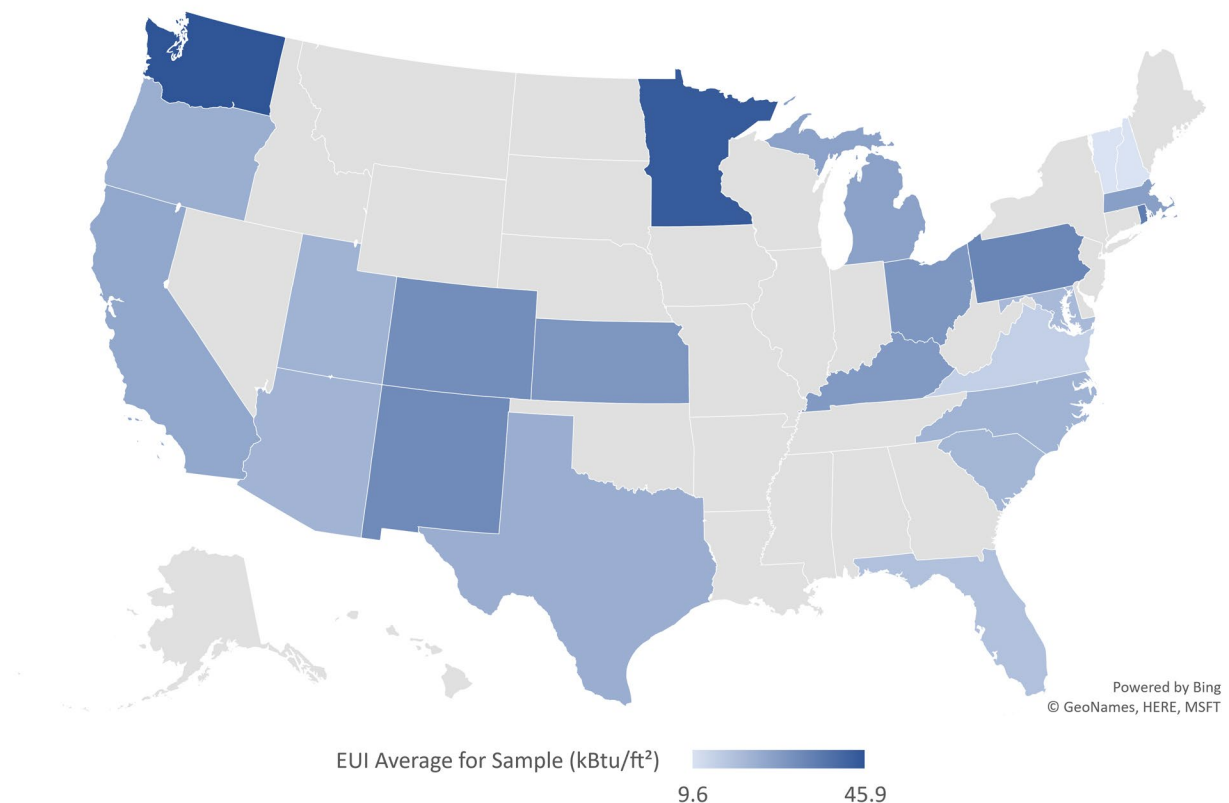 Powered by Bing
© GeoNames, HERE, MSFT
EUI Average for Sample (kBtu/ft²)
9.6 45.9